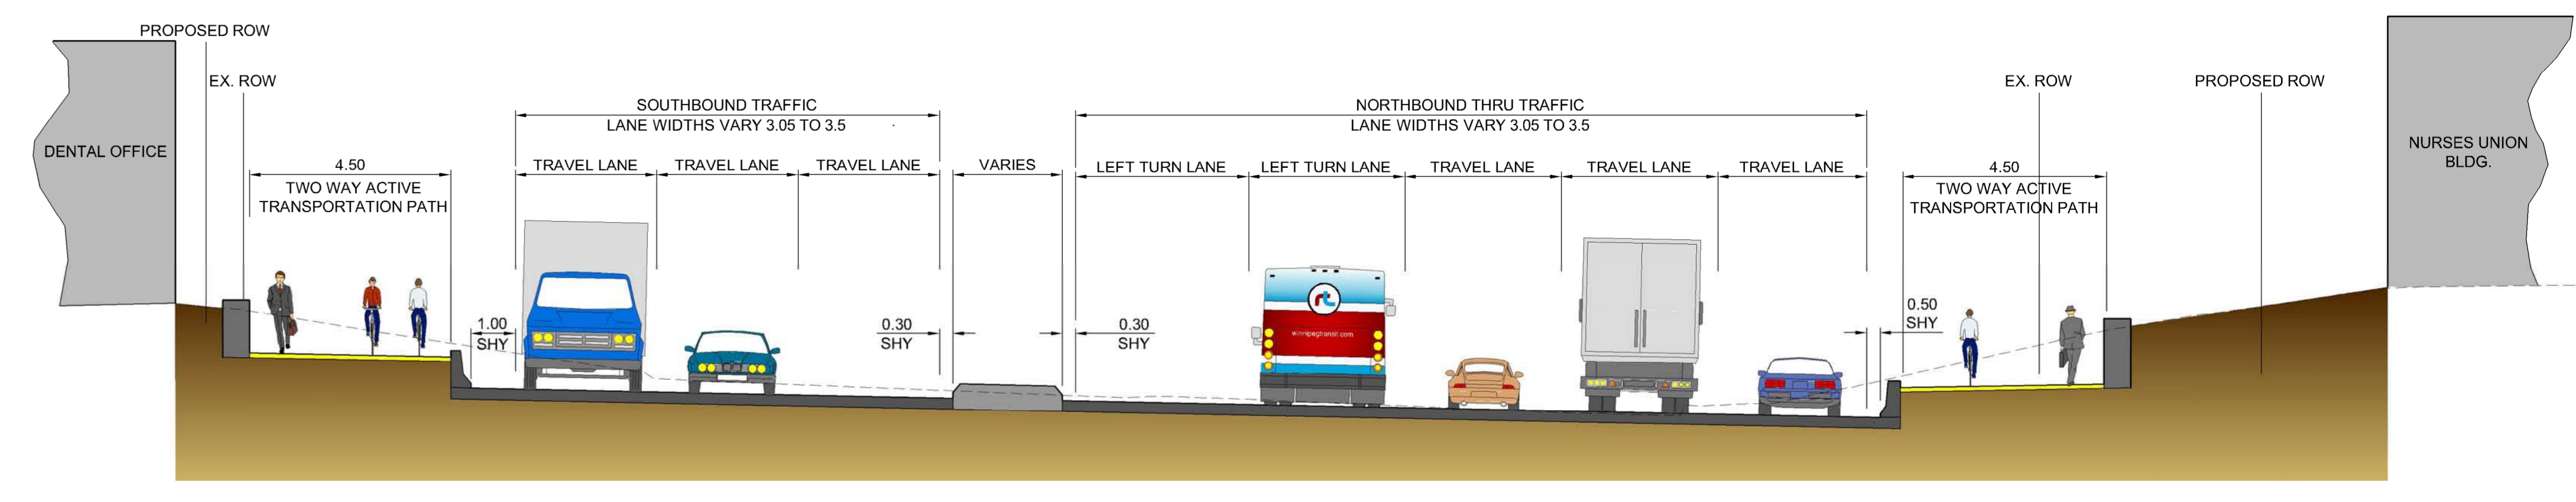 PROPOSED ROW
EX. ROW
DENTAL OFFICE
4.50
TWO WAY ACTIVE
TRANSPORTATION PATH
1.00
SHY
SOUTHBOUND TRAFFIC
LANE WIDTHS VARY 3.05 TO 3.5
TRAVEL LANE
TRAVEL LANE
TRAVEL LANE
0.30
SHY
VARIES
0.30
SHY
NORTHBOUND THRU TRAFFIC
LANE WIDTHS VARY 3.05 TO 3.5
LEFT TURN LANE
LEFT TURN LANE
TRAVEL LANE
TRAVEL LANE
TRAVEL LANE
rt
winnipegtransit.com
0.50
SHY
EX. ROW
PROPOSED ROW
4.50
TWO WAY ACTIVE
TRANSPORTATION PATH
NURSES UNION
BLDG.